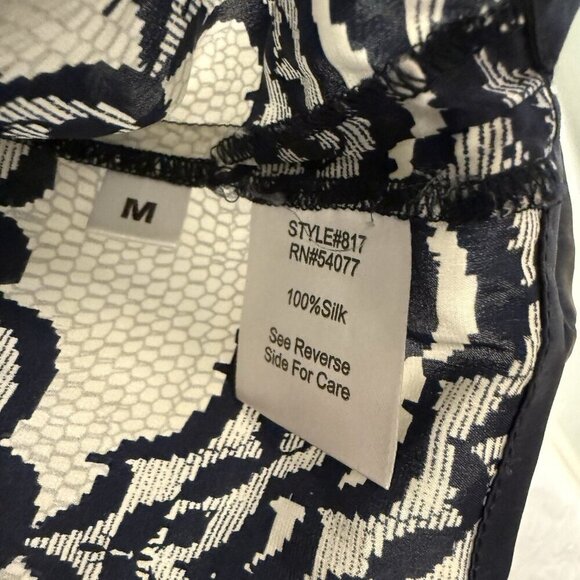 M
STYLE#817
RN#54077
100%Silk
See Reverse
Side For Care